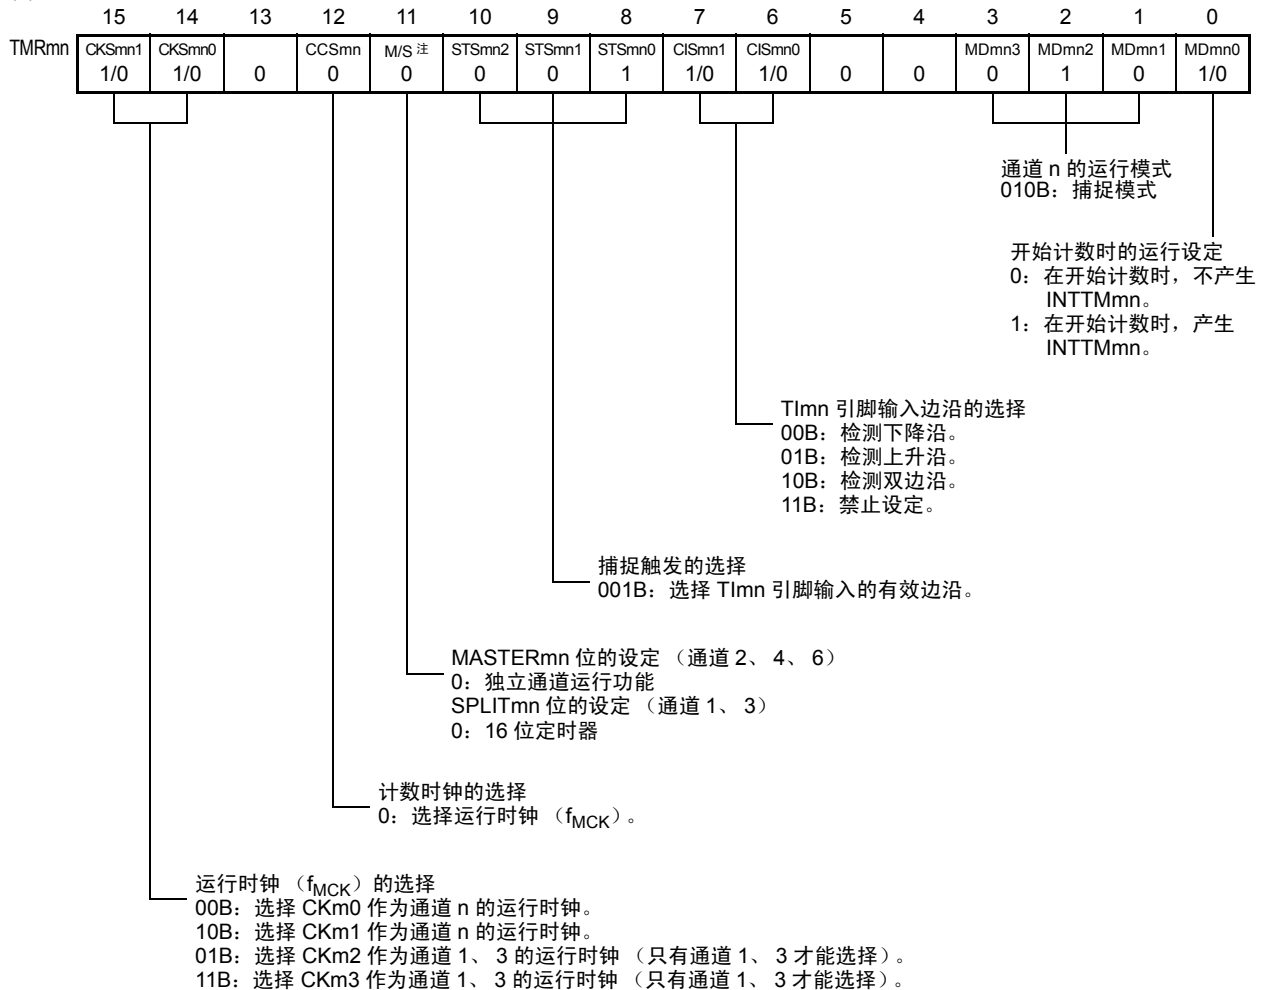 15 14 13 12 11 10 9 8 7 6 5 4 3 2 1 0
TMRmn CKSmn1 CKSmn0 CCSmn M/S 注 STSmn2 STSmn1 STSmn0 CISmn1 CISmn0 MDmn3 MDmn2 MDmn1 MDmn0
1/0 1/0 0 0 0 0 0 1 1/0 1/0 0 0 0 1 0 1/0
通道 n 的运行模式
010B：捕捉模式
开始计数时的运行设定
0：在开始计数时，不产生
INTTMmn。
1：在开始计数时，产生
INTTMmn。
TImn 引脚输入边沿的选择
00B：检测下降沿。
01B：检测上升沿。
10B：检测双边沿。
11B：禁止设定。
捕捉触发的选择
001B：选择 TImn 引脚输入的有效边沿。
MASTERmn 位的设定 （通道 2、 4、 6）
0：独立通道运行功能
SPLITmn 位的设定 （通道 1、 3）
0：16 位定时器
计数时钟的选择
0：选择运行时钟 （fMCK）。
运行时钟 （fMCK）的选择
00B：选择 CKm0 作为通道 n 的运行时钟。
10B：选择 CKm1 作为通道 n 的运行时钟。
01B：选择 CKm2 作为通道 1、 3 的运行时钟 （只有通道 1、 3 才能选择）。
11B：选择 CKm3 作为通道 1、 3 的运行时钟 （只有通道 1、 3 才能选择）。